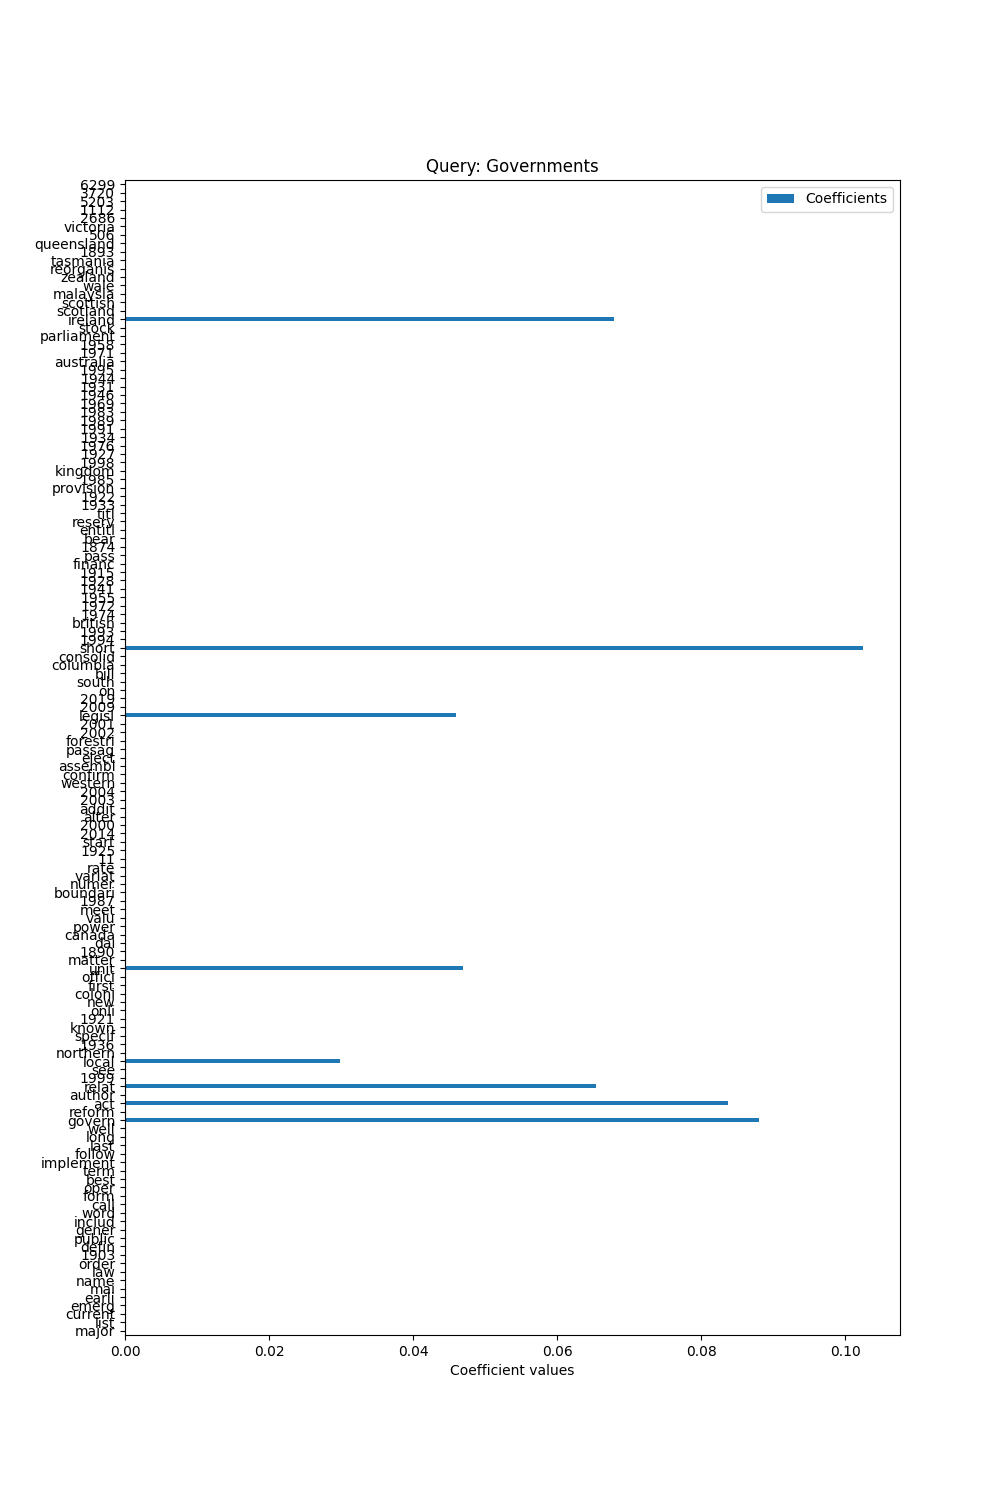 Query: Governments
Coefficients
6299
3720
5203
1112
2686
victoria
506
queensland
1893
tasmania
reorganis
zealand
wale
malaysia
scottish
scotland
ireland
stock
parliament
1958
1971
australia
1995
1944
1931
1946
1969
1983
1989
1991
1934
1976
1927
1998
kingdom
1985
provision
1922
1933
titl
reserv
entitl
bear
1874
pass
financ
1915
1928
1941
1955
1972
1974
british
1993
1994
short
consolid
columbia
bill
south
on
2019
2009
legisl
2001
2002
forestri
passag
elect
assembl
confirm
western
2004
2003
addit
alter
2000
2014
start
1925
11
rate
variat
numer
boundari
1987
meet
valu
power
canada
dai
1890
matter
unit
offici
first
coloni
new
onli
1921
known
specif
1936
northern
local
see
1999
relat
author
act
reform
govern
well
long
last
follow
implement
term
best
oper
form
call
word
includ
gener
public
defin
1903
order
law
name
mai
earli
emerg
current
list
major
0.00 0.02 0.04 0.06 0.08 0.10
Coefficient values